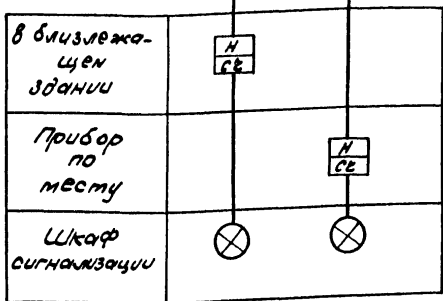 в близлежа-
щем
здании
H
Ct
Прибор
по
месту
H
Ct
Шкаф
сигнализации